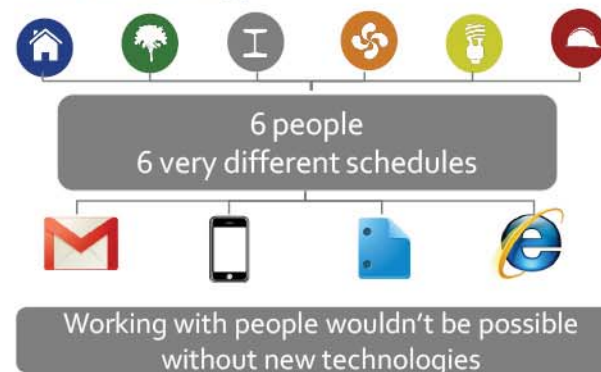 6 people
6 very different schedules
Working with people wouldn't be possible
without new technologies